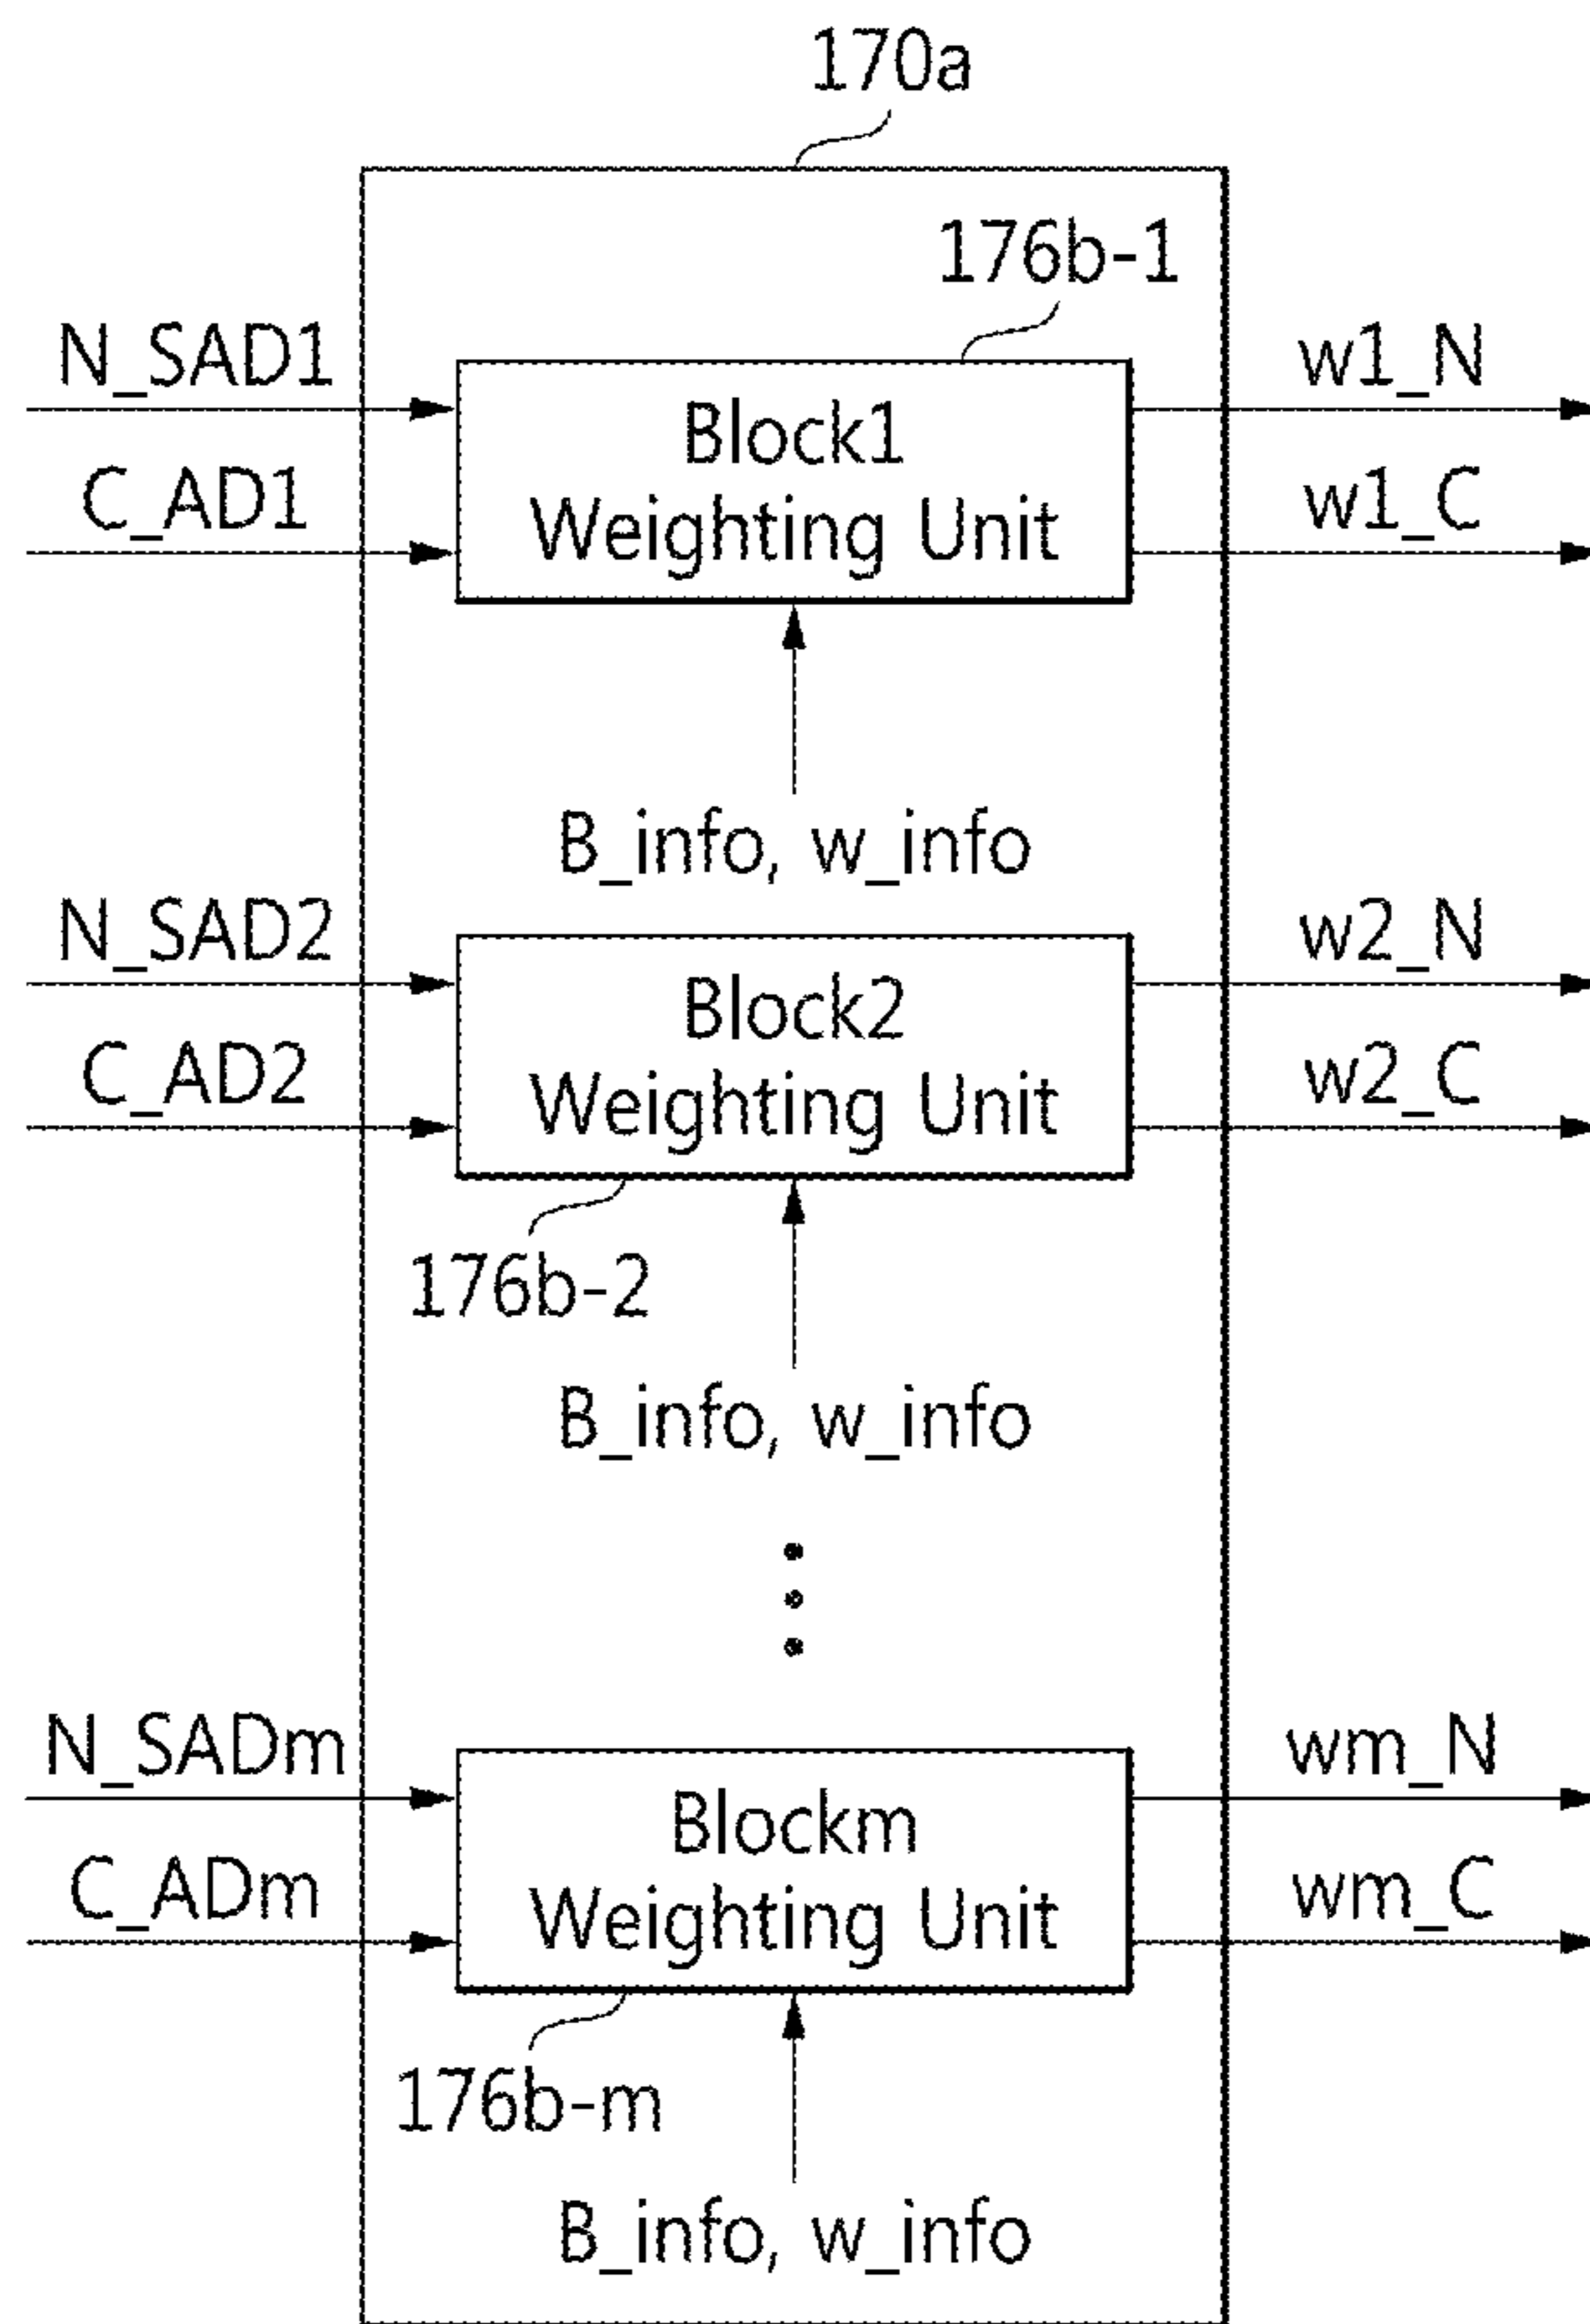 170a
176b-1
N_SAD1
w1_N
Block1
C_AD1
Weighting Unit
w1_C
B_info, w_info
N_SAD2
w2_N
Block2
C_AD2
Weighting Unit
w2_C
176b-2
B_info, w_info
N_SADm
wm_N
Blockm
C_ADm
Weighting Unit
wm_C
176b-m
B_info, w_info